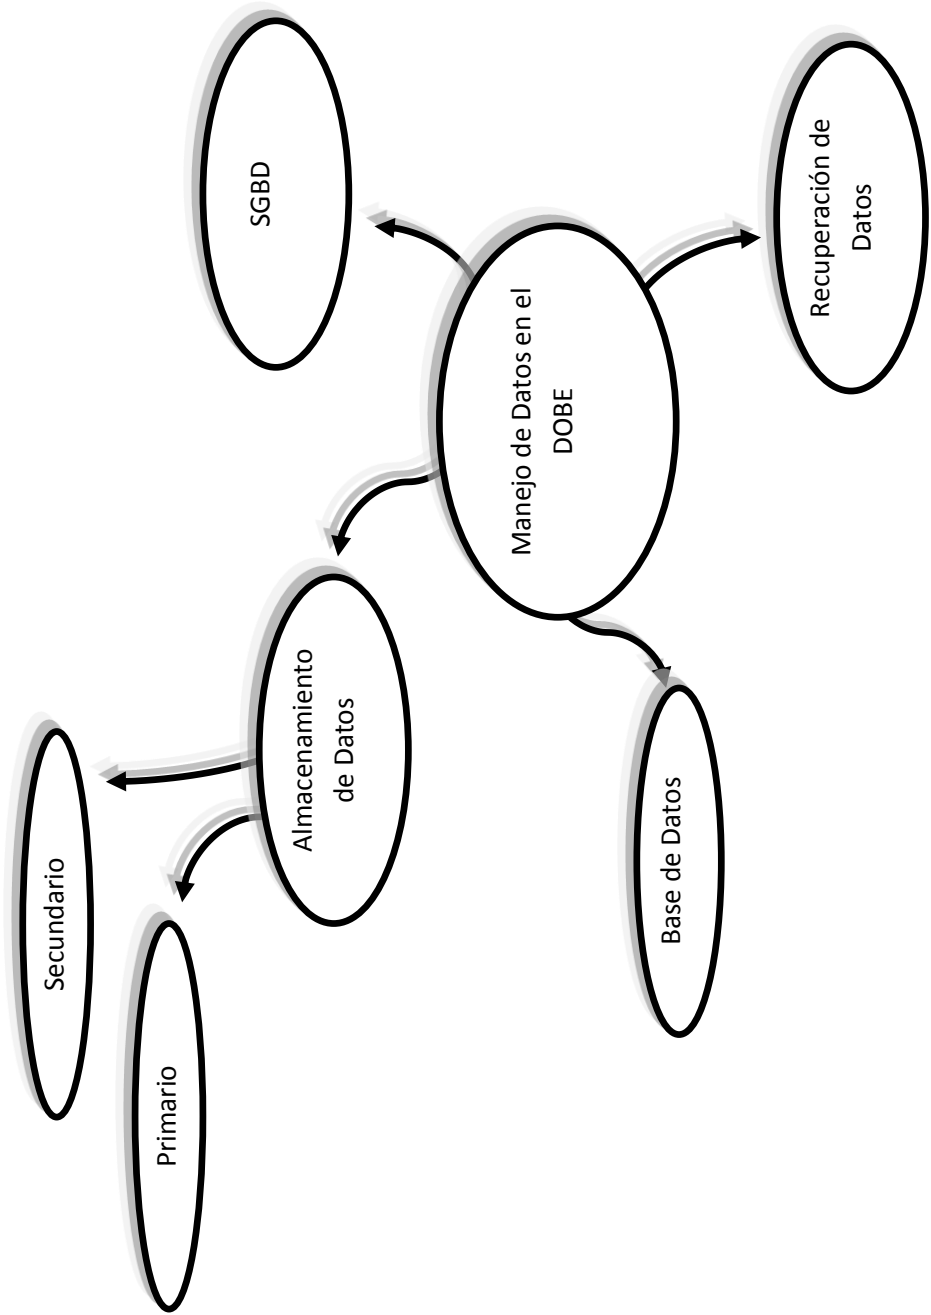 Secundario
Primario
Almacenamiento
de Datos
SGBD
Manejo de Datos en el
DOBE
Base de Datos
Recuperación de
Datos